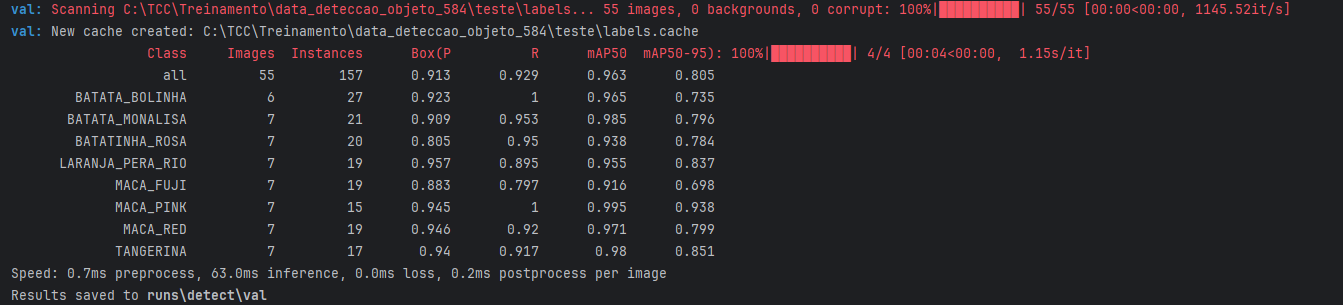 val: Scanning C:\TCC\Treinamento\data_deteccao_objeto_584\teste\labels... 55 images, 0 backgrounds, 0 corrupt: 100%|██████████| 55/55 [00:00<00:00, 1145.52it/s]
val: New cache created: C:\TCC\Treinamento\data_deteccao_objeto_584\teste\labels.cache
Class Images Instances Box(P R mAP50 mAP50-95): 100%|██████████| 4/4 [00:04<00:00, 1.15s/it]
all 55 157 0.913 0.929 0.963 0.805
BATATA_BOLINHA 6 27 0.923 1 0.965 0.735
BATATA_MONALISA 7 21 0.909 0.953 0.985 0.796
BATATINHA_ROSA 7 20 0.805 0.95 0.938 0.784
LARANJA_PERA_RIO 7 19 0.957 0.895 0.955 0.837
MACA_FUJI 7 19 0.883 0.797 0.916 0.698
MACA_PINK 7 15 0.945 1 0.995 0.938
MACA_RED 7 19 0.946 0.92 0.971 0.799
TANGERINA 7 17 0.94 0.917 0.98 0.851
Speed: 0.7ms preprocess, 63.0ms inference, 0.0ms loss, 0.2ms postprocess per image
Results saved to runs\detect\val